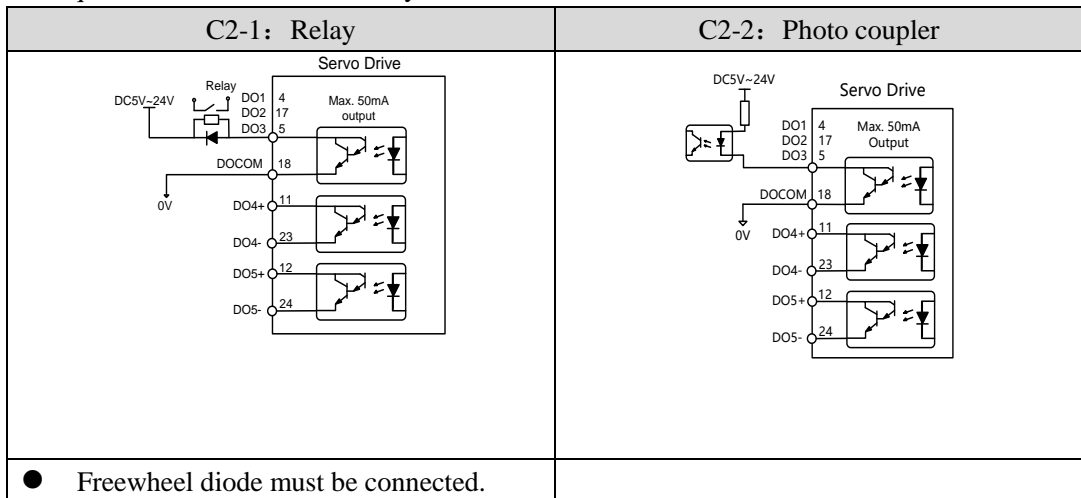 C2-1：Relay
C2-2：Photo coupler
Servo Drive
Relay
DC5V~24V
DO1 4
DO2 17
DO3 5
Max. 50mA
output
DOCOM 18
0V
DO4+ 11
DO4- 23
DO5+ 12
DO5- 24
DC5V~24V
Servo Drive
DO1 4
DO2 17
DO3 5
Max. 50mA
Output
DOCOM 18
0V
DO4+ 11
DO4- 23
DO5+ 12
DO5- 24
● Freewheel diode must be connected.